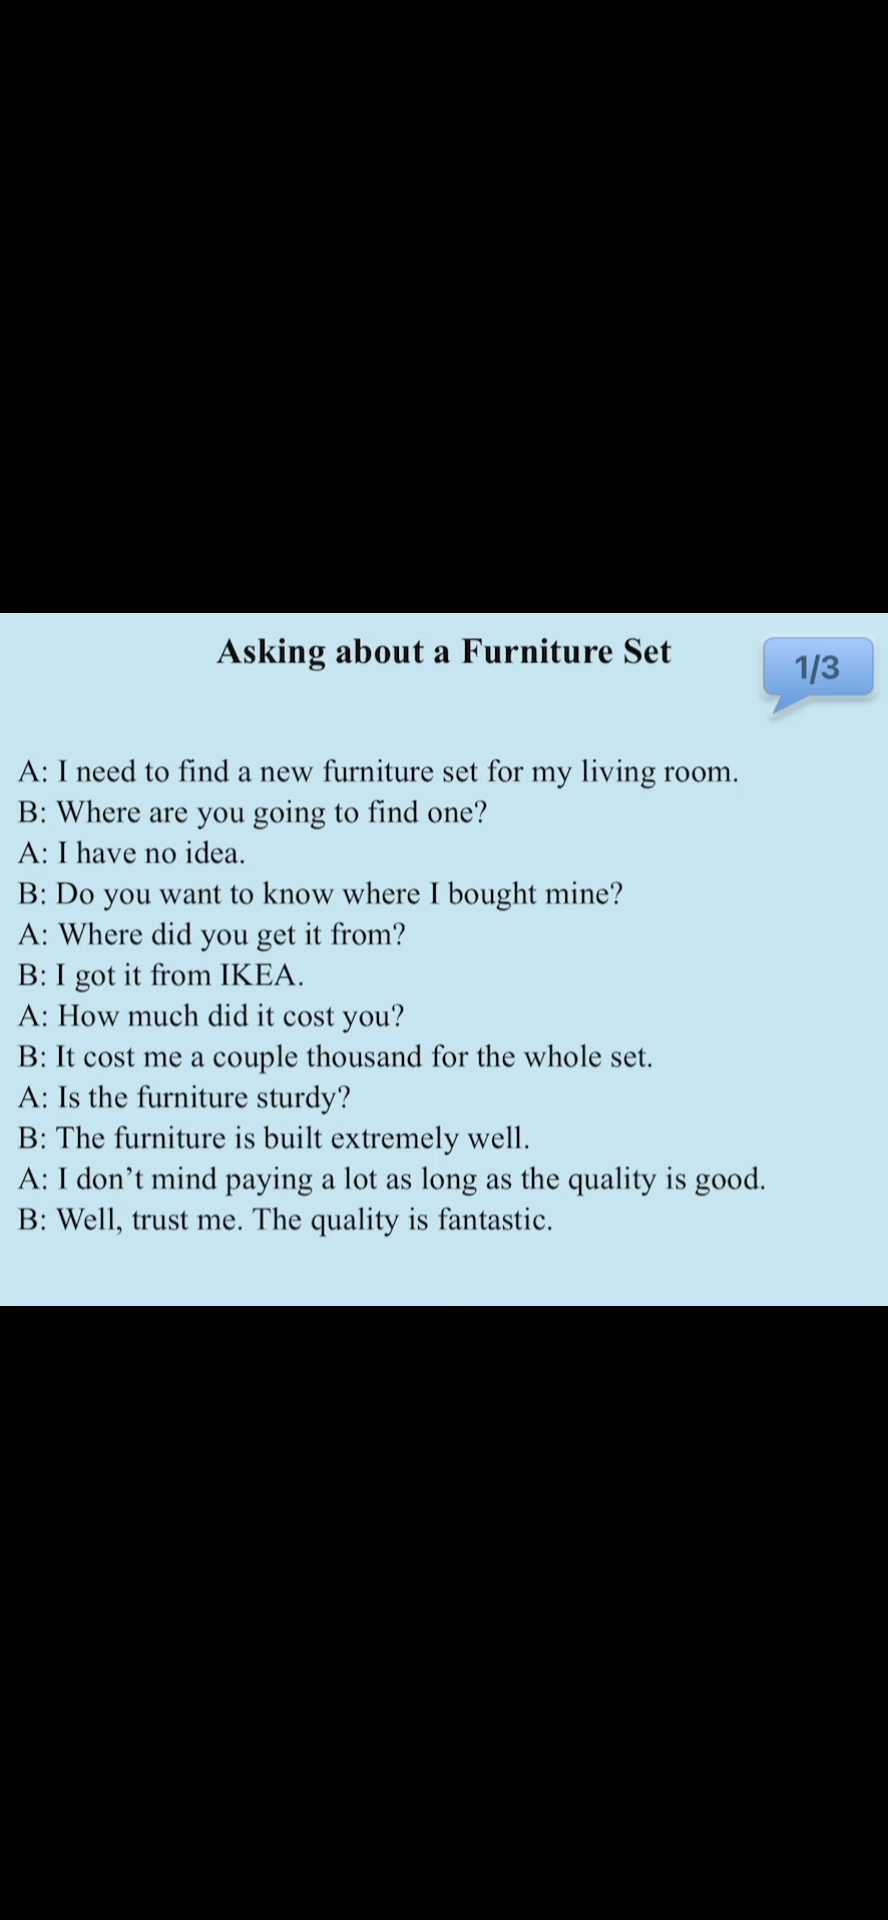 Asking about a Furniture Set
1/3
A: I need to find a new furniture set for my living room.
B: Where are you going to find one?
A: I have no idea.
B: Do you want to know where I bought mine?
A: Where did you get it from?
B: I got it from IKEA.
A: How much did it cost you?
B: It cost me a couple thousand for the whole set.
A: Is the furniture sturdy?
B: The furniture is built extremely well.
A: I don’t mind paying a lot as long as the quality is good.
B: Well, trust me. The quality is fantastic.